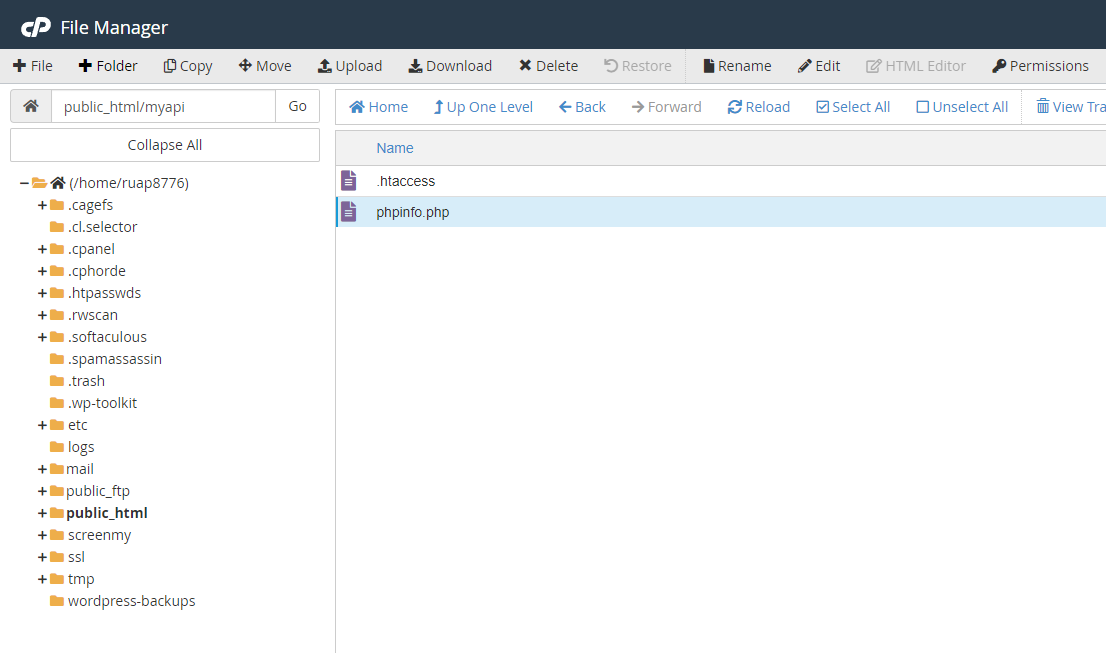 cP File Manager
File Folder Copy Move Upload Download Delete Restore Rename Edit HTML Editor Permissions
public_html/myapi Go
Home Up One Level Back Forward Reload Select All Unselect All View Tra
Collapse All
Name
(/home/ruap8776)
.cagefs
.cl.selector
.cpanel
.cphorde
.htpasswds
.rwscan
.softaculous
.spamassassin
.trash
.wp-toolkit
etc
logs
mail
public_ftp
public_html
screenmy
ssl
tmp
wordpress-backups
.htaccess
phpinfo.php